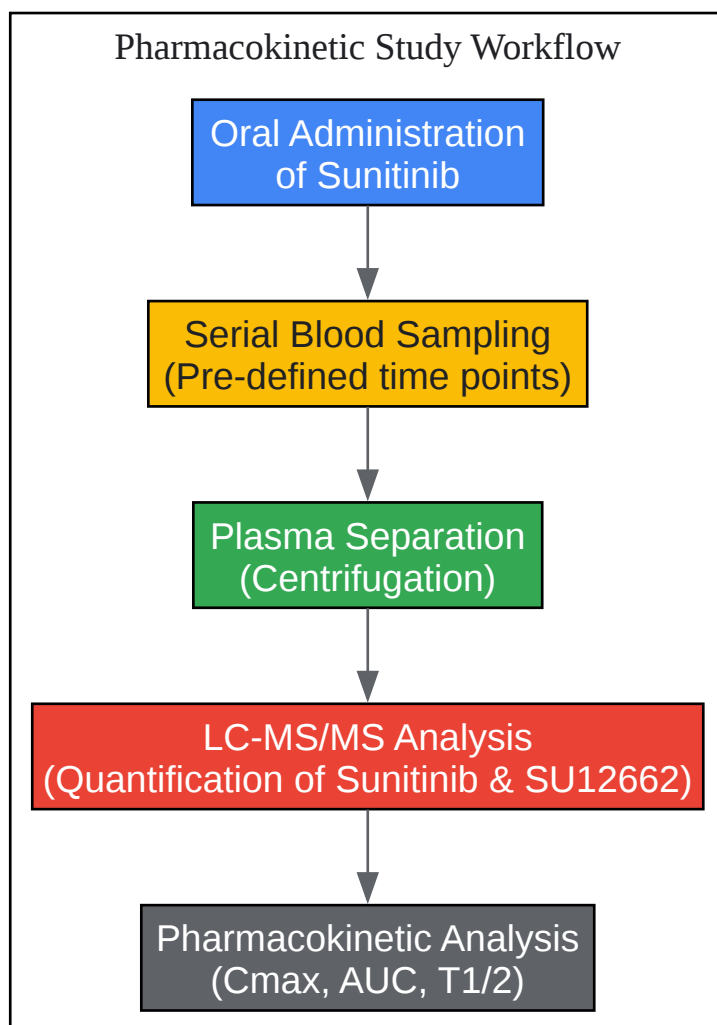 Pharmacokinetic Study Workflow
Oral Administration
of Sunitinib
Serial Blood Sampling
(Pre-defined time points)
Plasma Separation
(Centrifugation)
LC-MS/MS Analysis
(Quantification of Sunitinib & SU12662)
Pharmacokinetic Analysis
(Cmax, AUC, T1/2)